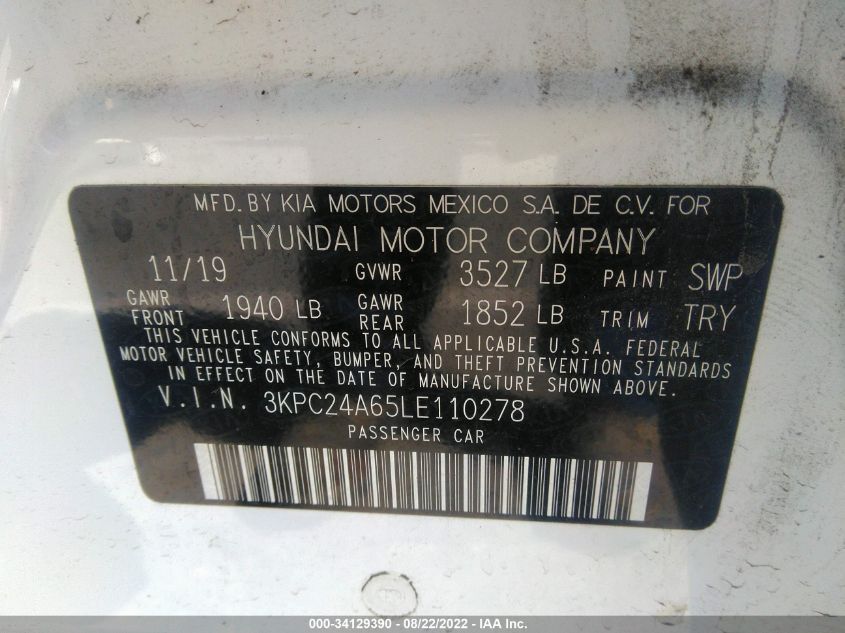 MFD. BY KIA MOTORS MEXICO S.A. DE C.V. FOR
HYUNDAI MOTOR COMPANY
11/19 GVWR 3527 LB PAINT SWP
GAWR FRONT 1940 LB GAWR REAR 1852 LB TRIM TRY
THIS VEHICLE CONFORMS TO ALL APPLICABLE U.S.A. FEDERAL
MOTOR VEHICLE SAFETY, BUMPER, AND THEFT PREVENTION STANDARDS
IN EFFECT ON THE DATE OF MANUFACTURE SHOWN ABOVE.
V.I.N. 3KPC24A65LE110278
PASSENGER CAR
000-34129390 - 08/22/2022 - IAA Inc.